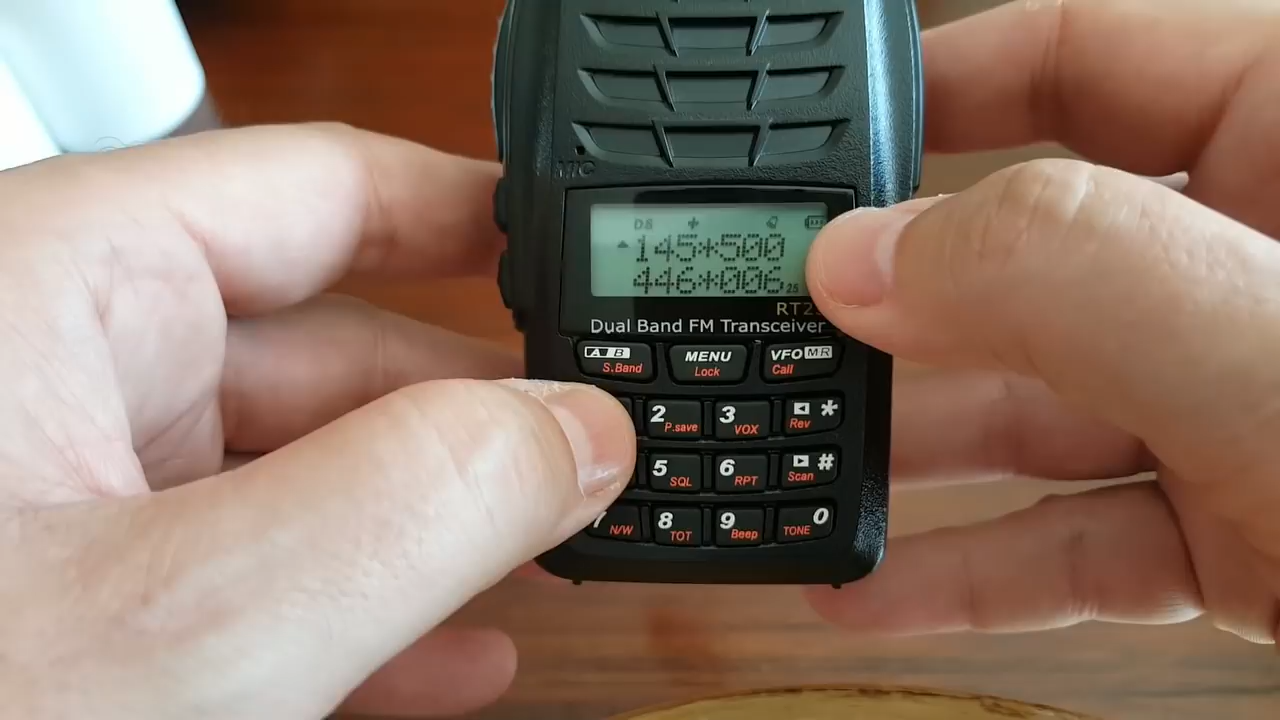 MIC
DS +
145*500
446*006 25
RT2
Dual Band FM Transceiver
A B MENU VFO MR
S.Band Lock Call
2 P.save 3 VOX * Rev
5 SQL 6 RPT # Scan
7 N/W 8 TOT 9 Beep TONE 0